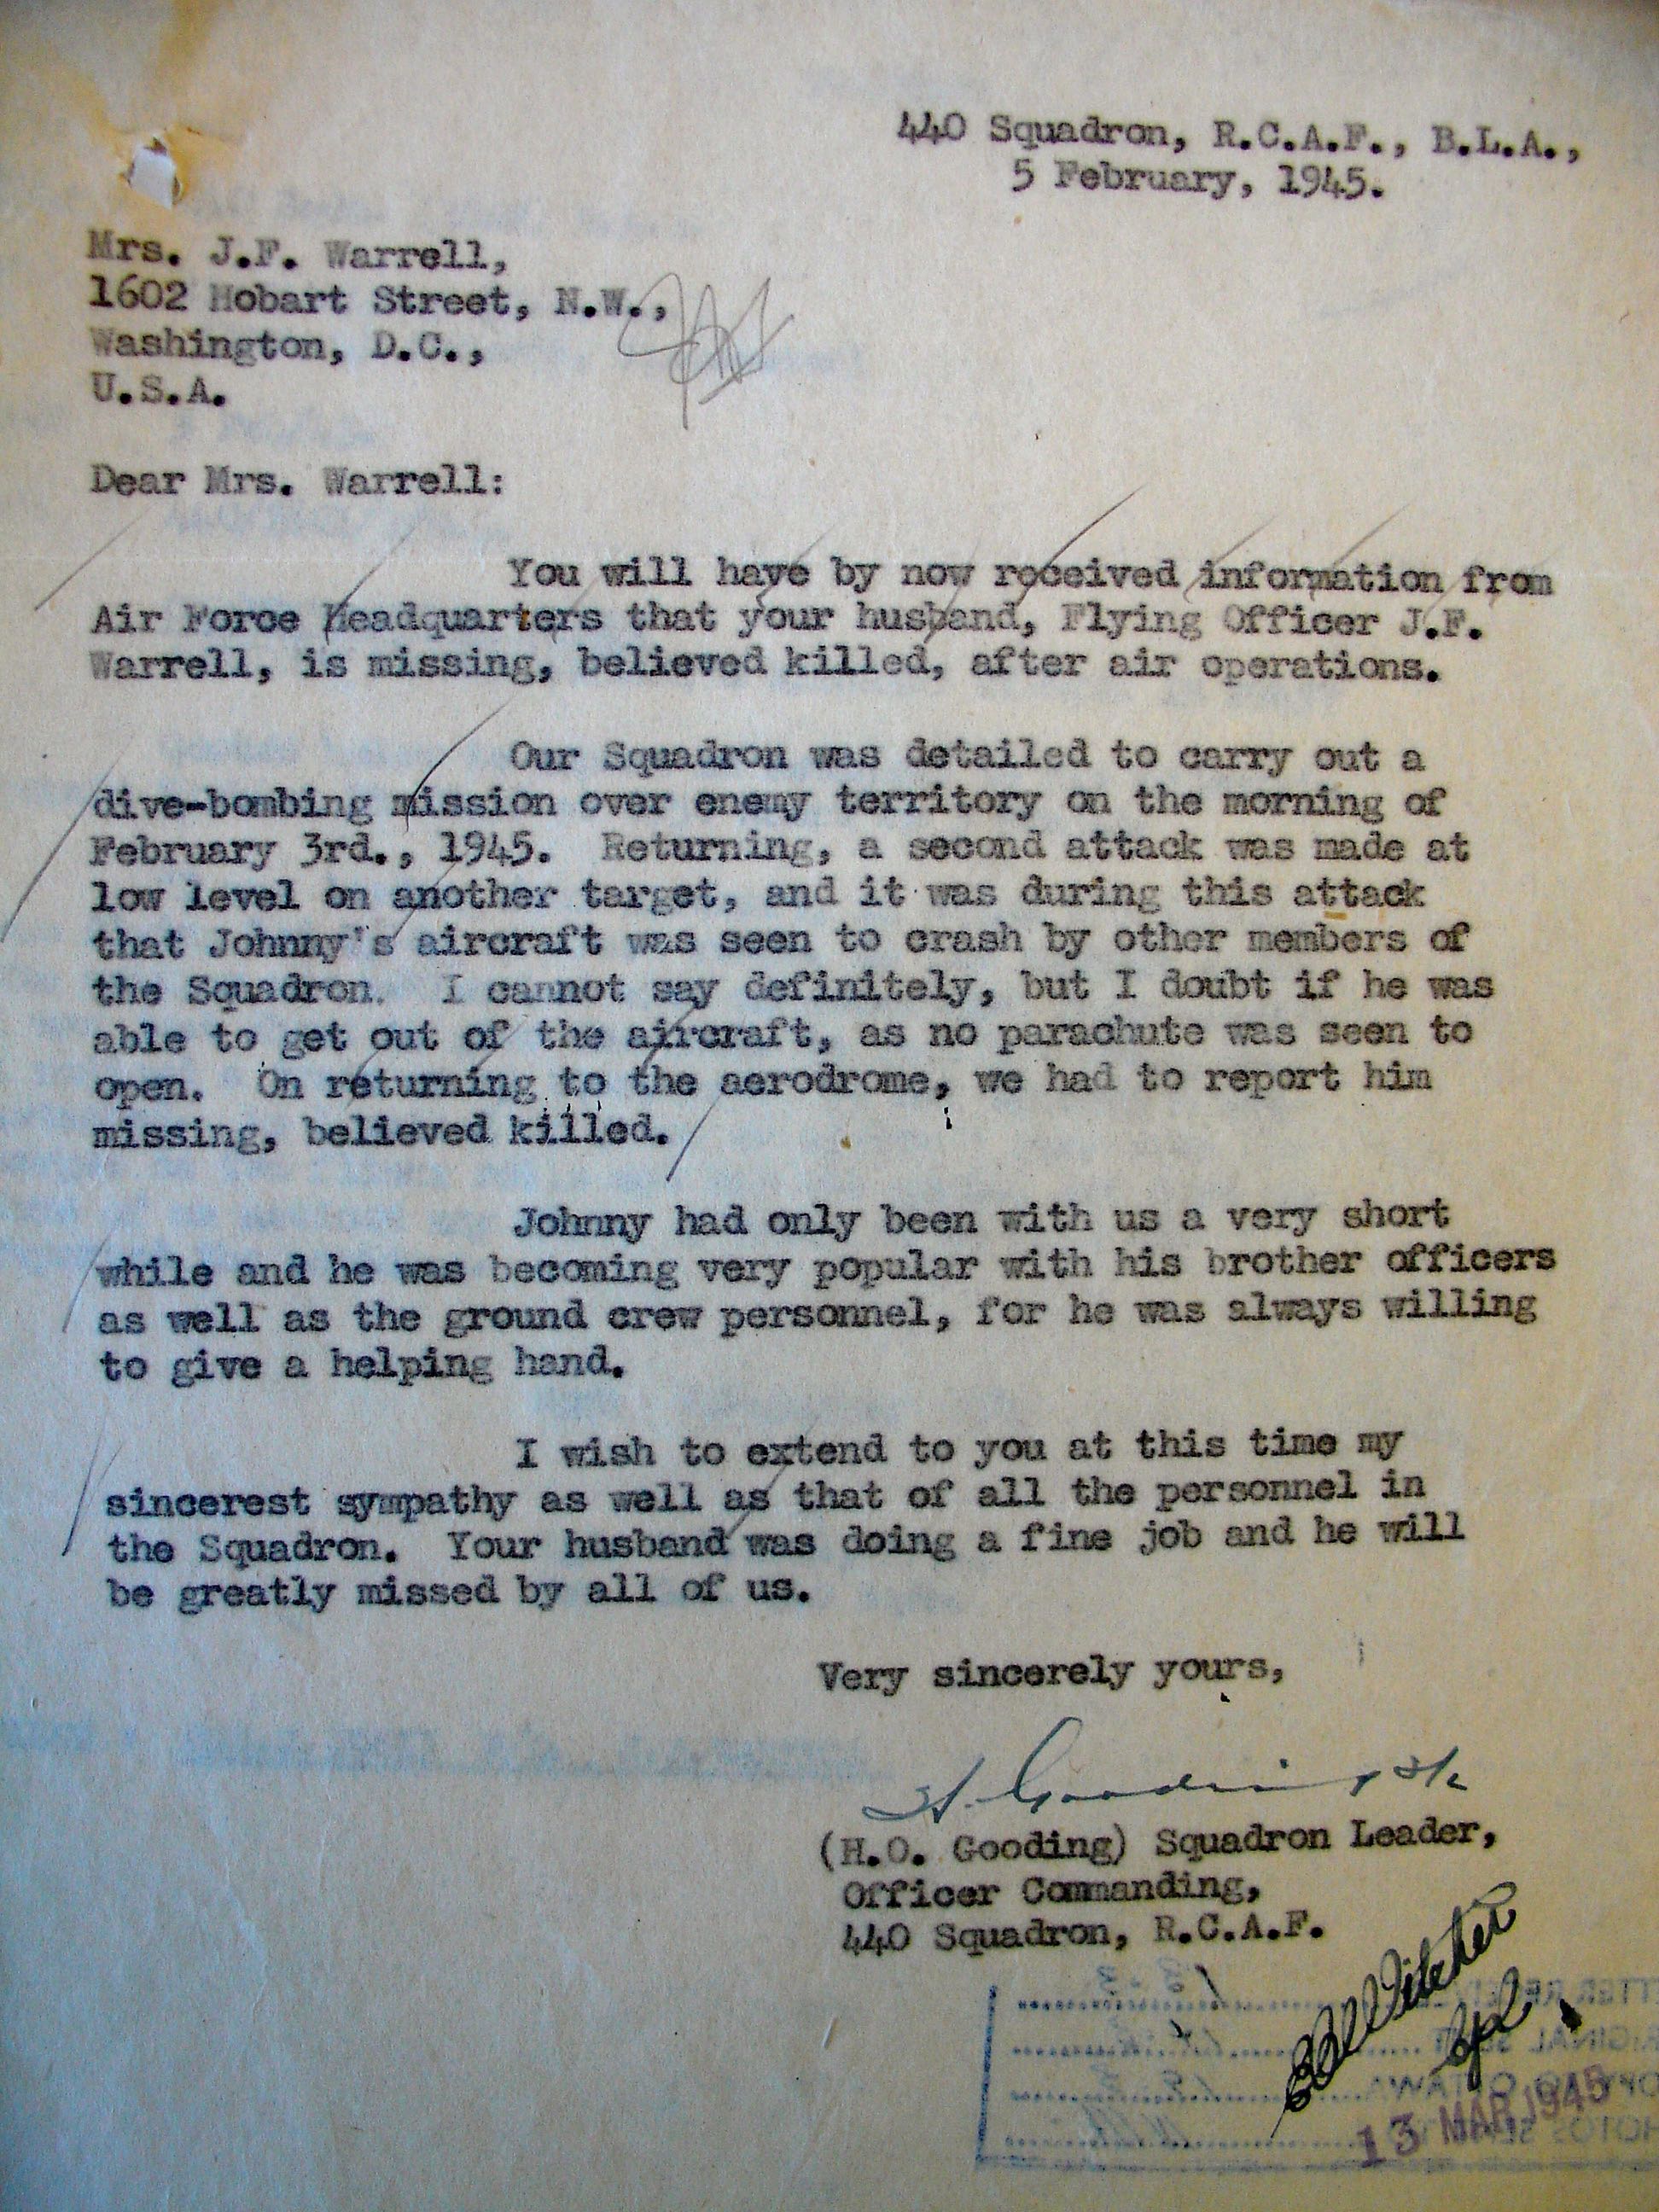 440 Squadron, R.C.A.F., B.L.A.,
5 February, 1945.
Mrs. J.F. Warrell,
1602 Hobart Street, N.W.,
Washington, D.C.,
U.S.A.
Dear Mrs. Warrell:
You will have by now received information from
Air Force Headquarters that your husband, Flying Officer J.F.
Warrell, is missing, believed killed, after air operations.
Our Squadron was detailed to carry out a
dive-bombing mission over enemy territory on the morning of
February 3rd., 1945. Returning, a second attack was made at
low level on another target, and it was during this attack
that Johnny's aircraft was seen to crash by other members of
the Squadron. I cannot say definitely, but I doubt if he was
able to get out of the aircraft, as no parachute was seen to
open. On returning to the aerodrome, we had to report him
missing, believed killed.
Johnny had only been with us a very short
while and he was becoming very popular with his brother officers
as well as the ground crew personnel, for he was always willing
to give a helping hand.
I wish to extend to you at this time my
sincerest sympathy as well as that of all the personnel in
the Squadron. Your husband was doing a fine job and he will
be greatly missed by all of us.
Very sincerely yours,
H. Gooding S/L
(H.O. Gooding) Squadron Leader,
Officer Commanding,
440 Squadron, R.C.A.F.
13 MAR 1945